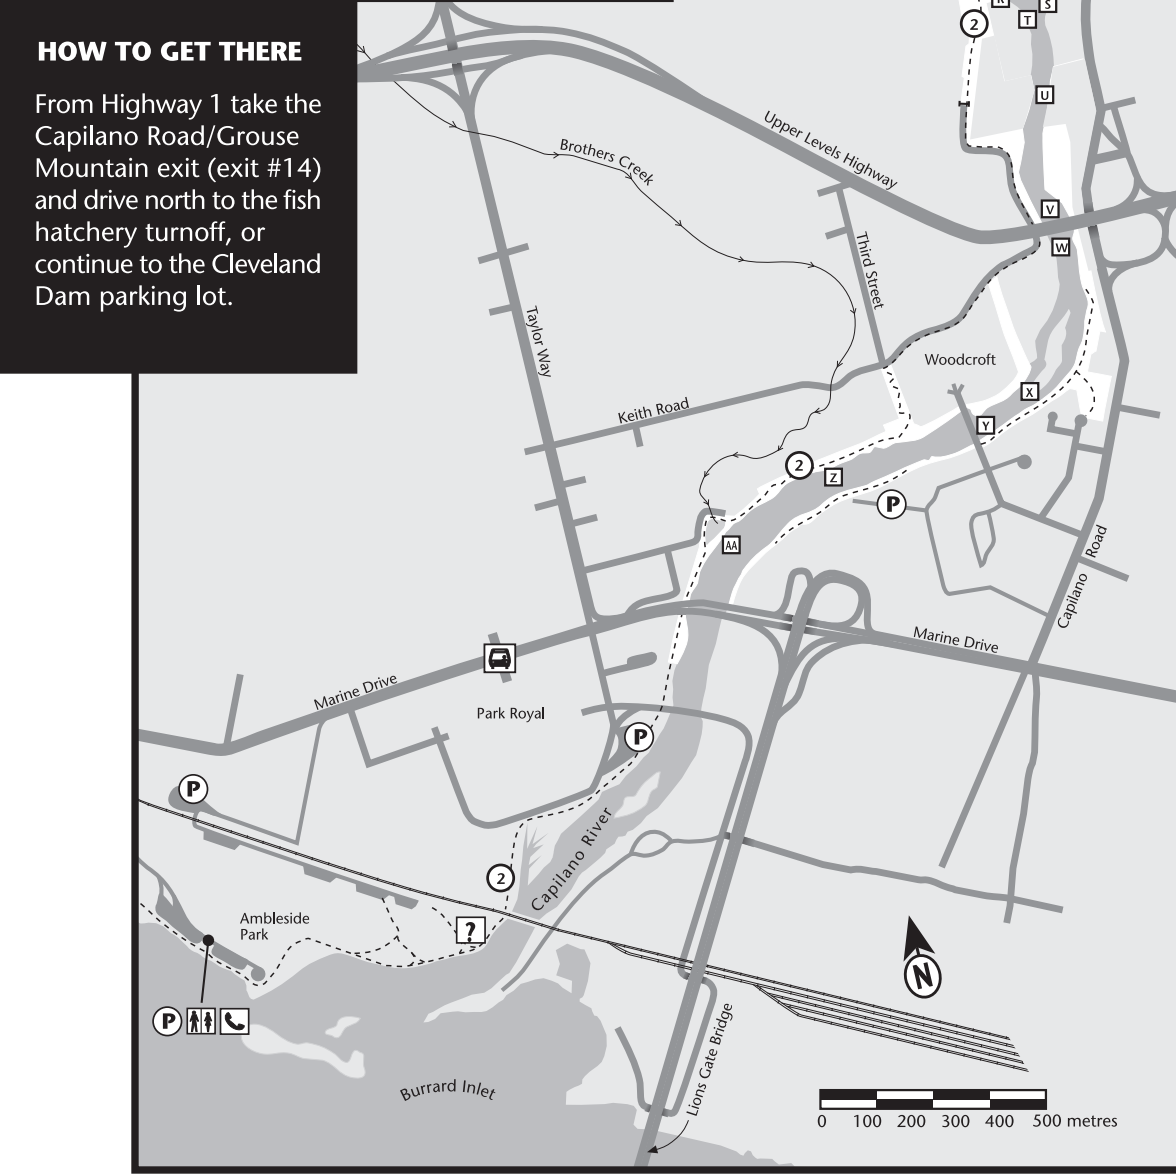 HOW TO GET THERE
From Highway 1 take the
Capilano Road/Grouse
Mountain exit (exit #14)
and drive north to the fish
hatchery turnoff, or
continue to the Cleveland
Dam parking lot.
2
S
T
U
Upper Levels Highway
Brothers Creek
V
W
Third Street
Taylor Way
Woodcroft
X
Keith Road
Y
2
Z
P
AA
Capilano Road
Marine Drive
Marine Drive
Park Royal
P
P
Capilano River
2
Ambleside
Park
?
N
P
Lions Gate Bridge
Burrard Inlet
0 100 200 300 400 500 metres